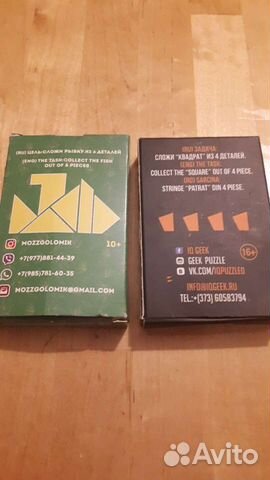 (RU) ЦЕЛЬ:СЛОЖИ РЫБКУ ИЗ 6 ДЕТАЛЕЙ
(ENG) THE TASK:COLLECT THE FISH
OUT OF 6 PIECES
MOZZGOLOMIK
10+
+7(977)881-44-39
+7(985)781-60-35
MOZZGOLOMIK@GMAIL.COM
(RU) ЗАДАЧА:
СЛОЖИ "КВАДРАТ" ИЗ 4 ДЕТАЛЕЙ.
(ENG) THE TASK:
COLLECT THE "SQUARE" OUT OF 4 PIECE.
(RO) SARCINA
STRINGE "PATRAT" DIN 4 PIESE.
IQ GEEK
GEEK PUZZLE
16+
VK.COM/IQPUZZLED
INFO@IQGEEK.RU
TEL.:+(373) 60583794
Avito